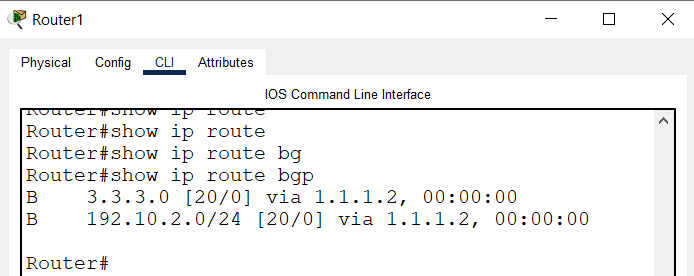 Router1
Physical Config CLI Attributes
IOS Command Line Interface
Router#show ip route
Router#show ip route
Router#show ip route bg
Router#show ip route bgp
B    3.3.3.0 [20/0] via 1.1.1.2, 00:00:00
B    192.10.2.0/24 [20/0] via 1.1.1.2, 00:00:00
Router#